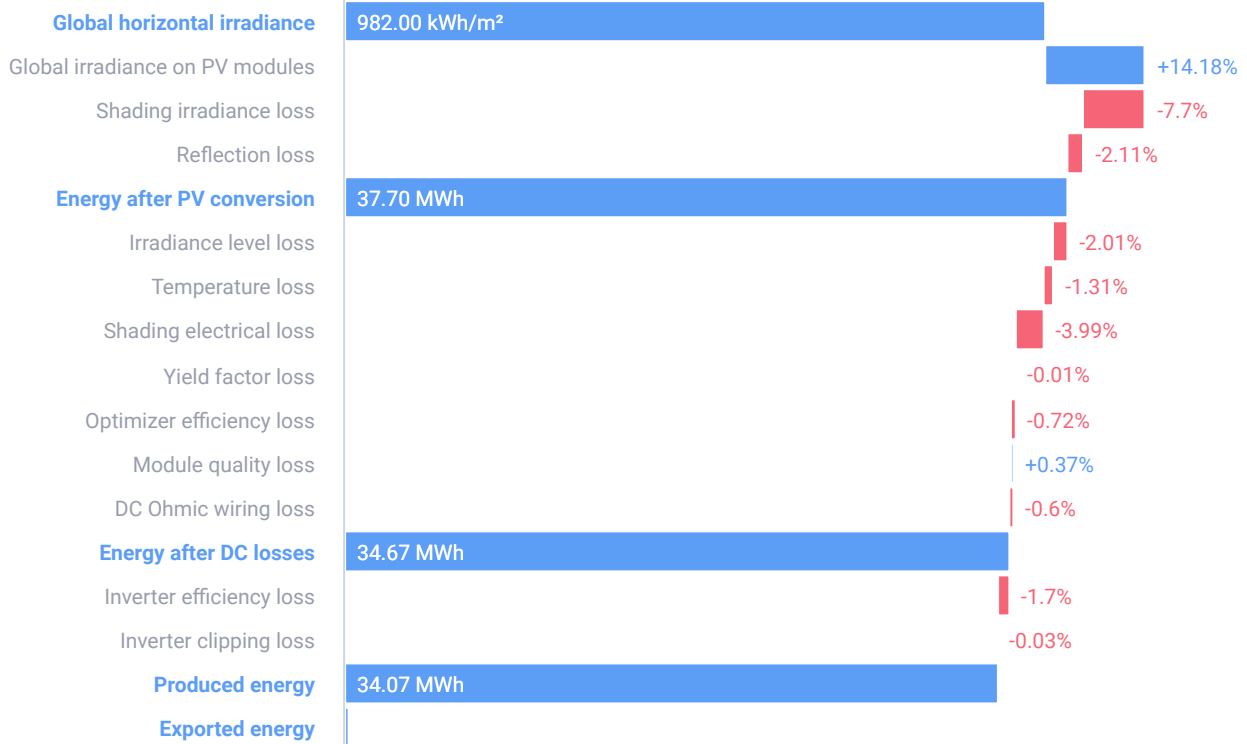 Global horizontal irradiance 982.00 kWh/m²
Global irradiance on PV modules +14.18%
Shading irradiance loss -7.7%
Reflection loss -2.11%
Energy after PV conversion 37.70 MWh
Irradiance level loss -2.01%
Temperature loss -1.31%
Shading electrical loss -3.99%
Yield factor loss -0.01%
Optimizer efficiency loss -0.72%
Module quality loss +0.37%
DC Ohmic wiring loss -0.6%
Energy after DC losses 34.67 MWh
Inverter efficiency loss -1.7%
Inverter clipping loss -0.03%
Produced energy 34.07 MWh
Exported energy